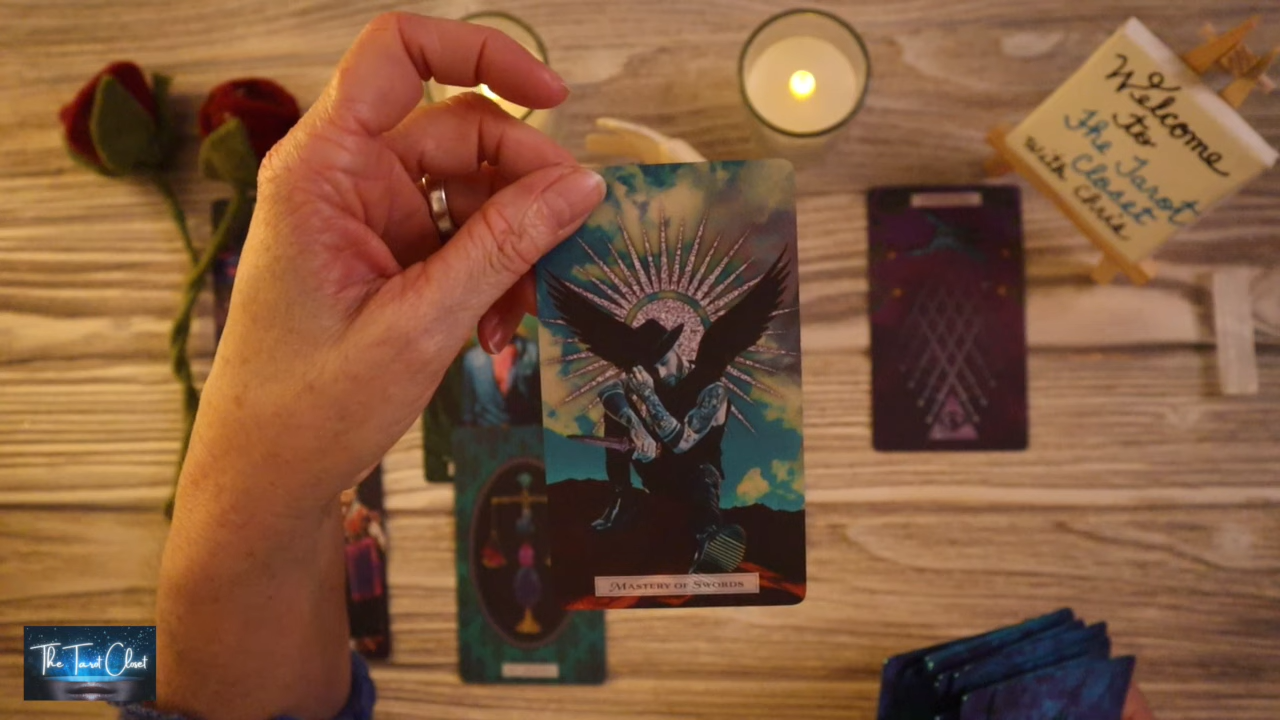 Welcome
to
The Tarot
Closet
With Chris
MASTERY OF SWORDS
The Tarot Closet